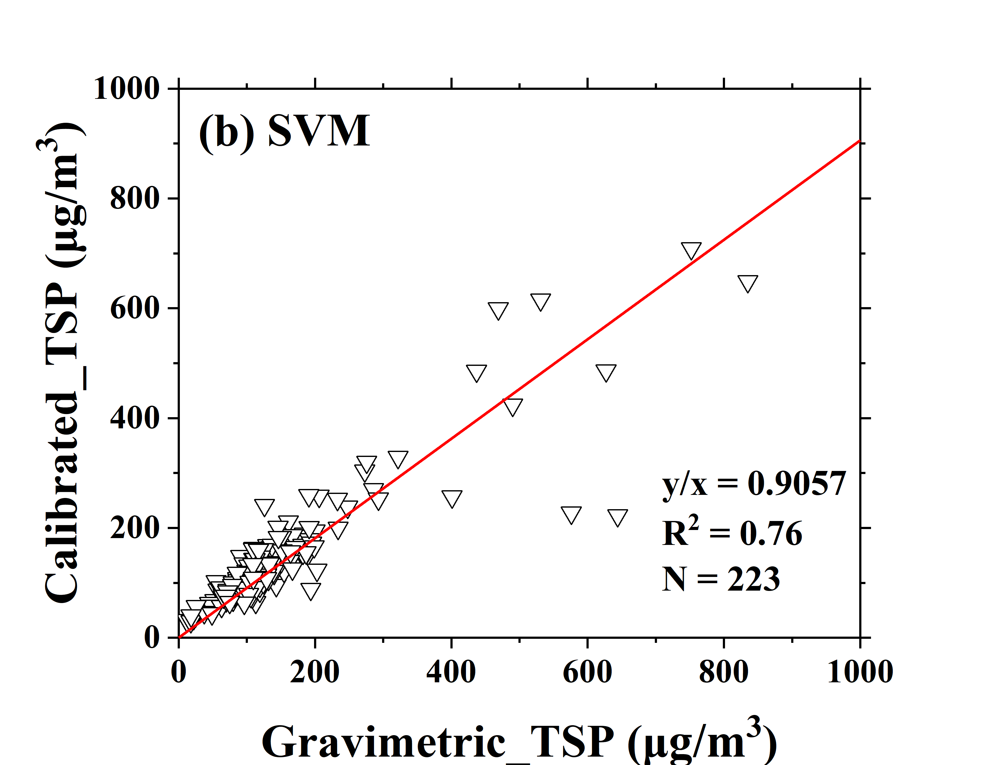 (b) SVM
Calibrated_TSP (µg/m³)
1000
800
600
400
200
0
y/x = 0.9057
R² = 0.76
N = 223
0 200 400 600 800 1000
Gravimetric_TSP (µg/m³)